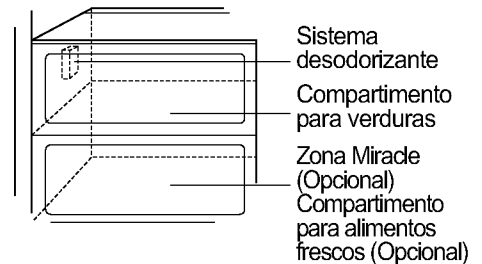 Sistema
desodorizante
Compartimento
para verduras
Zona Miracle
(Opcional)
Compartimento
para alimentos
frescos (Opcional)